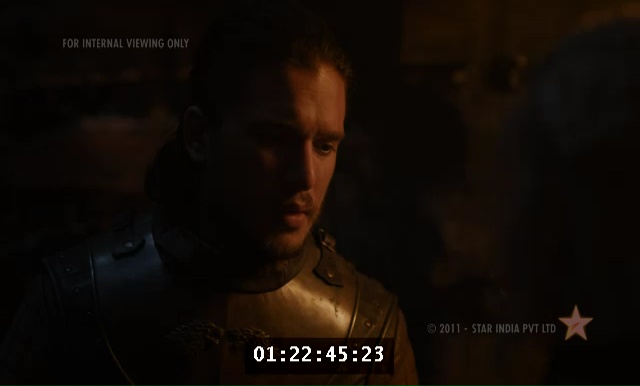 FOR INTERNAL VIEWING ONLY
© 2011 - STAR INDIA PVT LTD
01:22:45:23